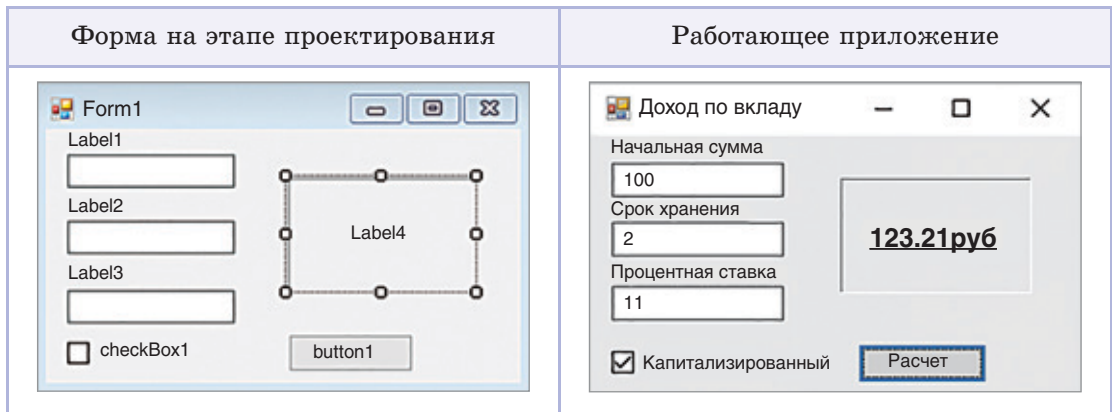 Форма на этапе проектирования
Работающее приложение
Form1
Label1
Label2
Label3
Label4
checkBox1
button1
Доход по вкладу
Начальная сумма
100
Срок хранения
2
Процентная ставка
11
123.21руб
Капитализированный
Расчет